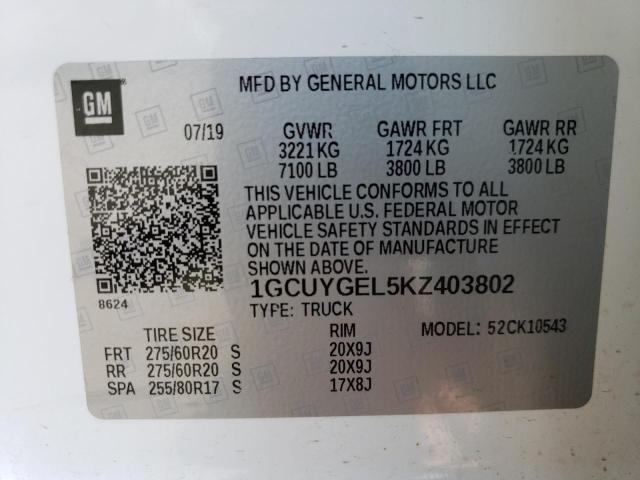 GM
MFD BY GENERAL MOTORS LLC
07/19 GVWR GAWR FRT GAWR RR
3221 KG 1724 KG 1724 KG
7100 LB 3800 LB 3800 LB
THIS VEHICLE CONFORMS TO ALL
APPLICABLE U.S. FEDERAL MOTOR
VEHICLE SAFETY STANDARDS IN EFFECT
ON THE DATE OF MANUFACTURE
SHOWN ABOVE.
1GCUYGEL5KZ403802
8624
TYPE: TRUCK
TIRE SIZE RIM MODEL: 52CK10543
FRT 275/60R20 S 20X9J
RR 275/60R20 S 20X9J
SPA 255/80R17 S 17X8J